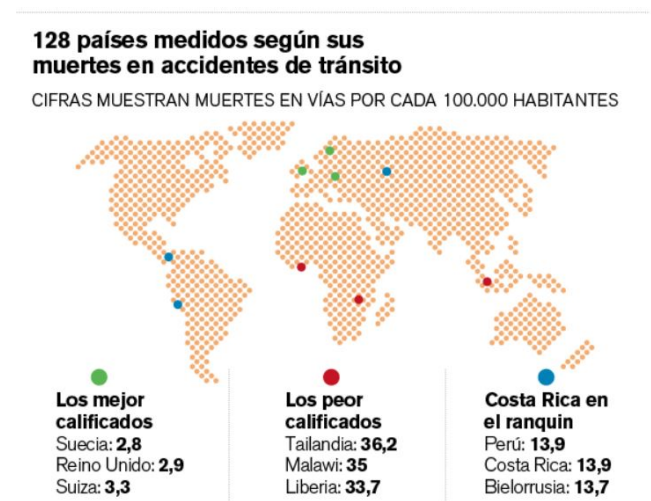 128 países medidos según sus
muertes en accidentes de tránsito
CIFRAS MUESTRAN MUERTES EN VÍAS POR CADA 100.000 HABITANTES
Los mejor
calificados
Suecia: 2,8
Reino Unido: 2,9
Suiza: 3,3
Los peor
calificados
Tailandia: 36,2
Malawi: 35
Liberia: 33,7
Costa Rica en
el ranquin
Perú: 13,9
Costa Rica: 13,9
Bielorrusia: 13,7